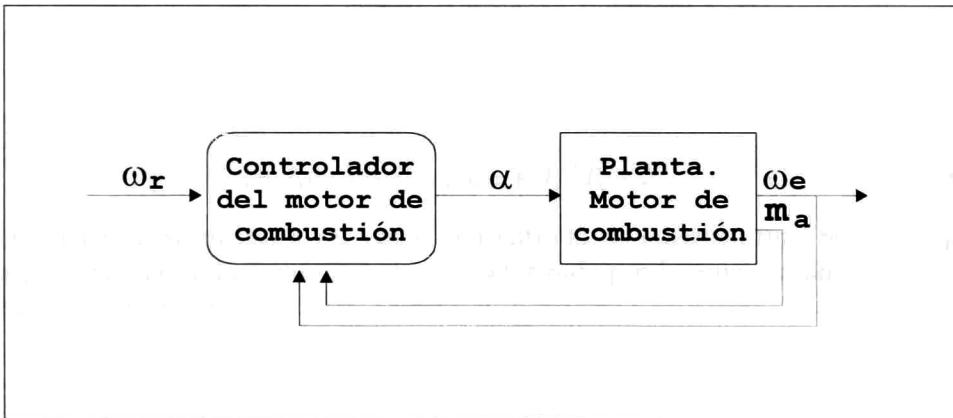 ωr
Controlador
del motor de
combustión
α
Planta.
Motor de
combustión
ωe
ma